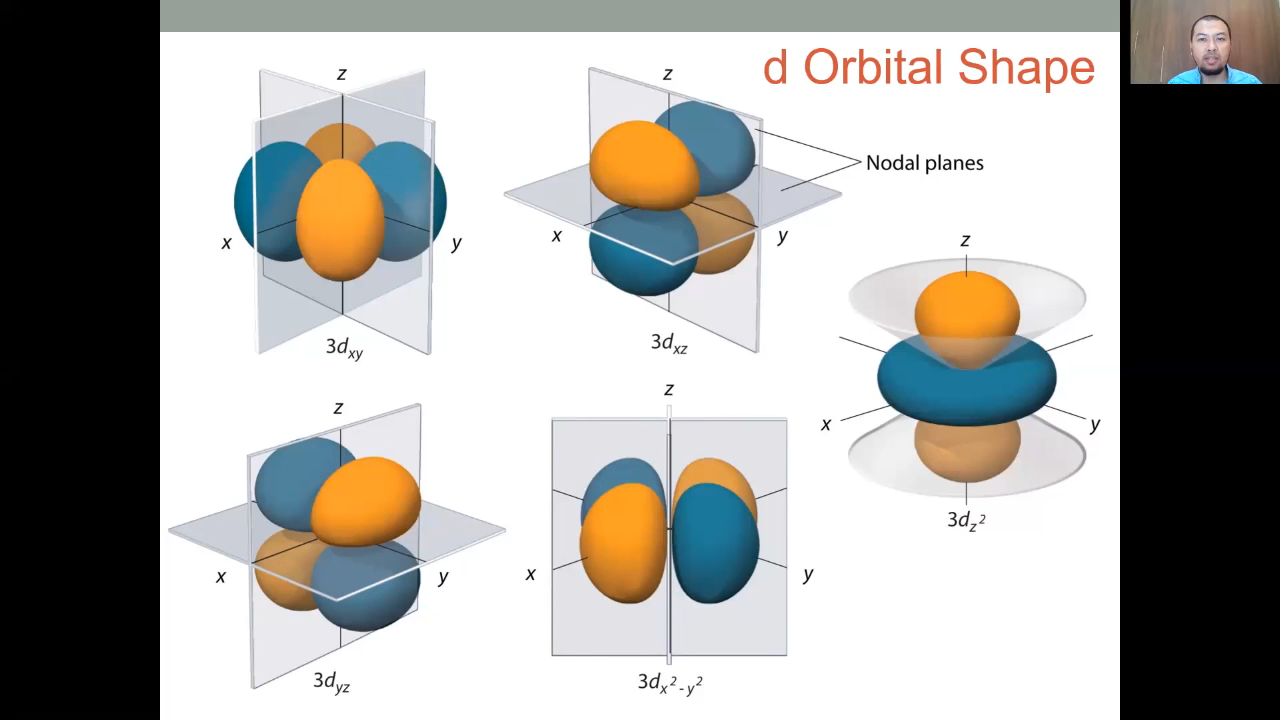 d Orbital Shape
z
x
y
3d_xy
z
Nodal planes
x
y
3d_xz
z
x
y
3d_z²
z
x
y
3d_yz
z
x
y
3d_x²-y²